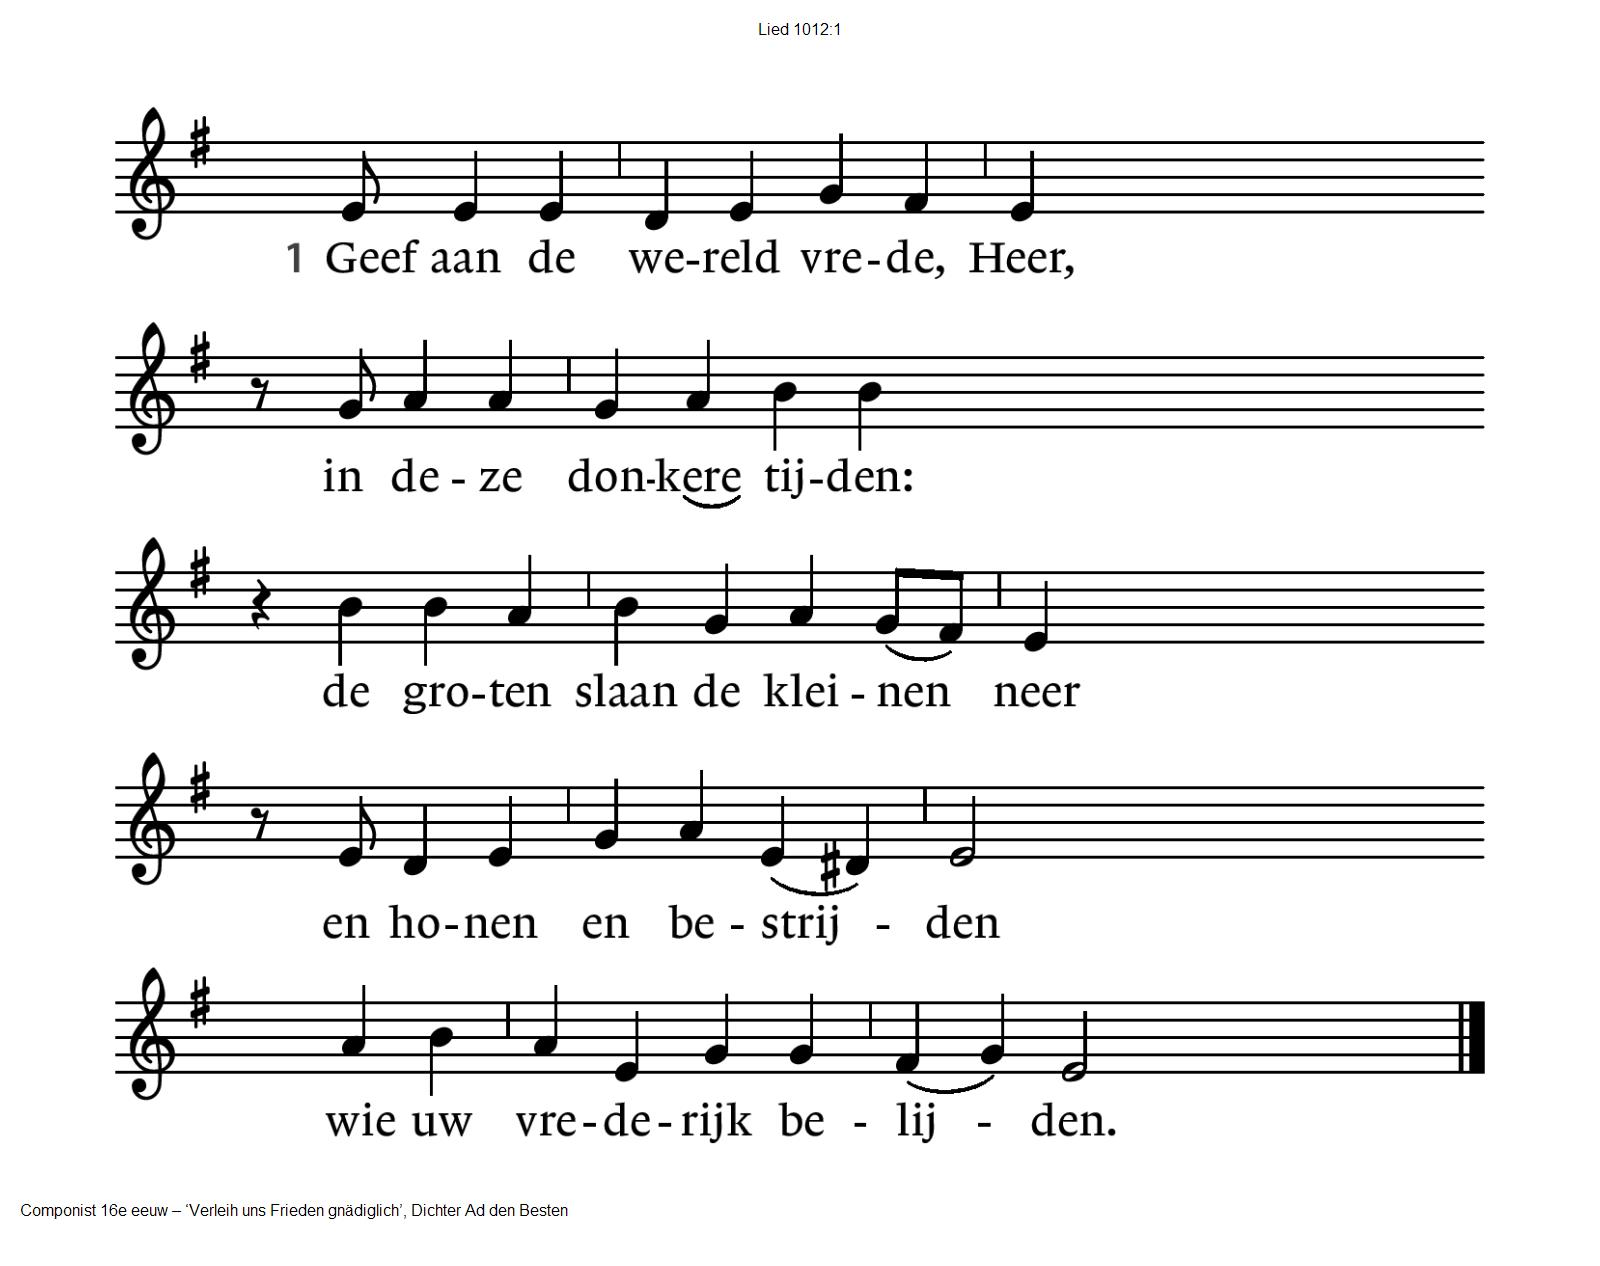 Lied 1012:1
1 Geef aan de we-reld vre-de, Heer,
in de-ze don-kere tij-den:
de gro-ten slaan de klei-nen neer
en ho-nen en be-strij-den
wie uw vre-de-rijk be-lij-den.
Componist 16e eeuw – ‘Verleih uns Frieden gnädiglich’, Dichter Ad den Besten